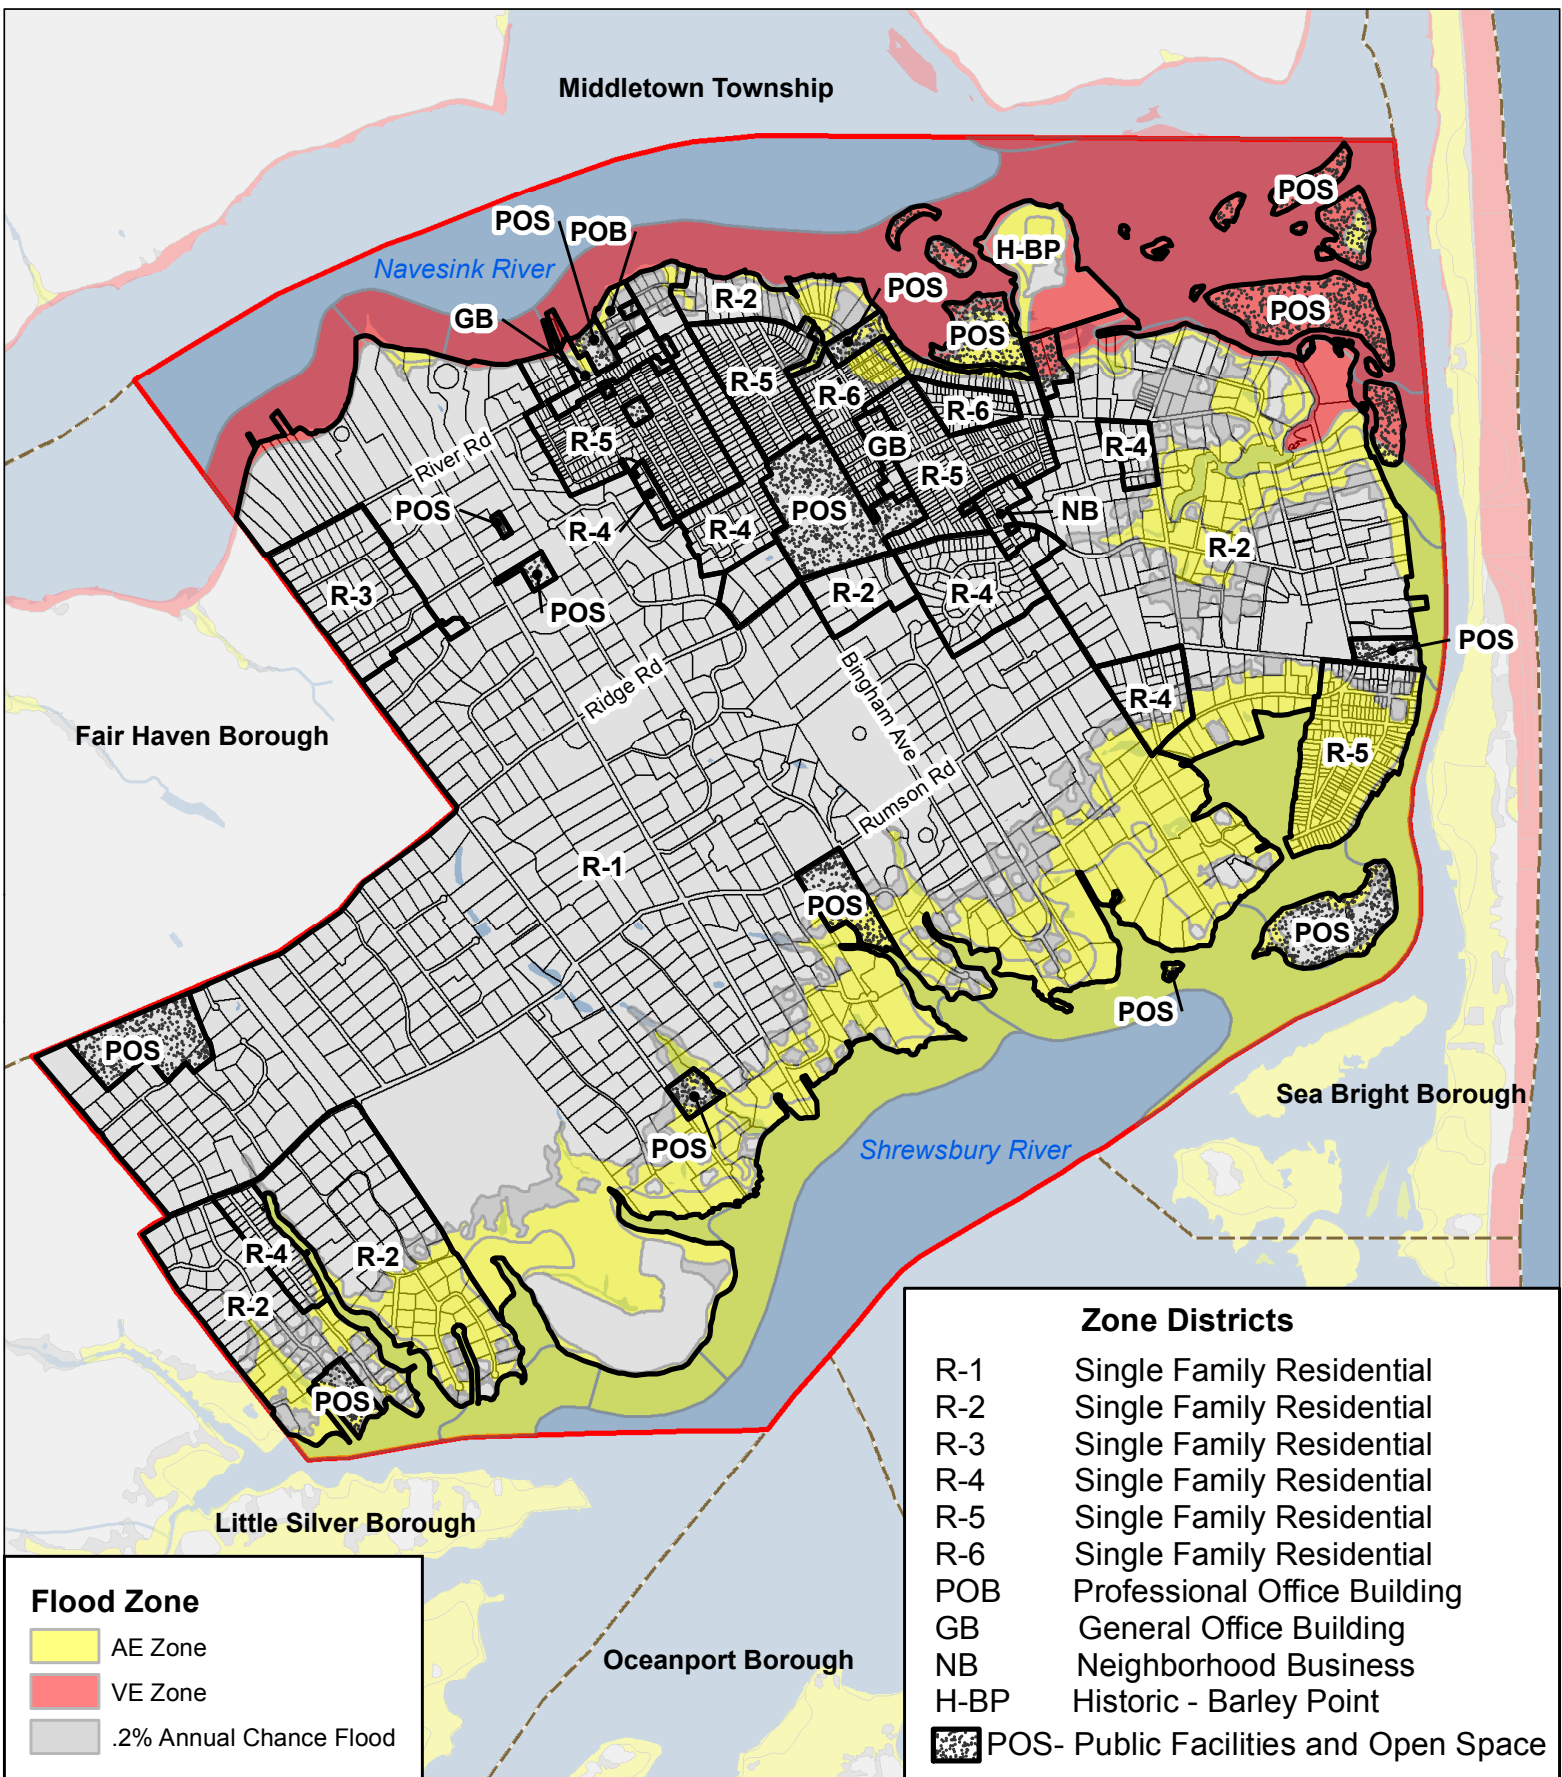 Middletown Township
POS
POS
POB
H-BP
Navesink River
POS
R-2
POS
GB
POS
R-5
R-6
R-6
R-5
GB
R-4
River Rd
R-5
POS
POS
NB
R-4
R-4
R-2
R-3
R-2
R-4
POS
POS
Ridge Rd
Bingham Ave
R-4
Fair Haven Borough
R-5
Rumson Rd
R-1
POS
POS
POS
POS
Sea Bright Borough
POS
Shrewsbury River
R-4
R-2
R-2
POS
Little Silver Borough
Oceanport Borough
Flood Zone
AE Zone
VE Zone
.2% Annual Chance Flood
Zone Districts
R-1 Single Family Residential
R-2 Single Family Residential
R-3 Single Family Residential
R-4 Single Family Residential
R-5 Single Family Residential
R-6 Single Family Residential
POB Professional Office Building
GB General Office Building
NB Neighborhood Business
H-BP Historic - Barley Point
POS- Public Facilities and Open Space